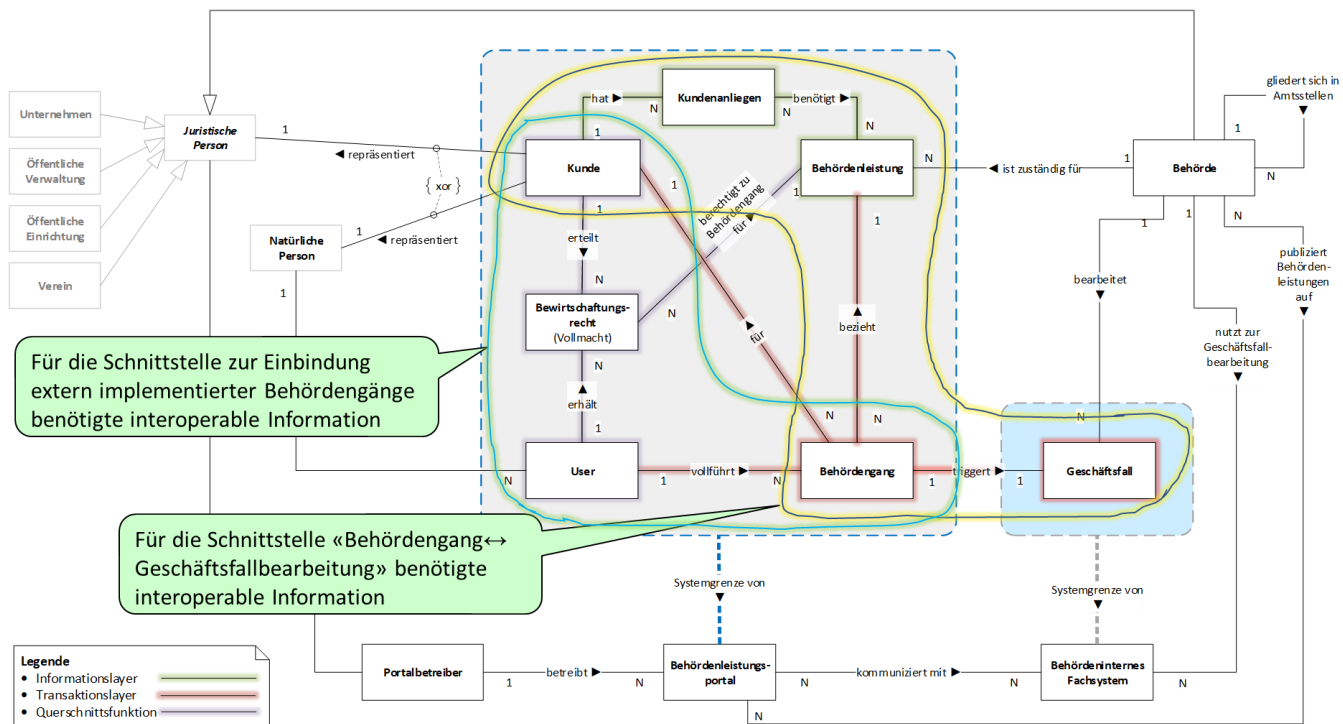 gliedert sich in
Amtsstellen
▼
Unternehmen
hat ►
Kundenanliegen
benötigt ►
N
N
1
Juristische
Person
1
1
N
Öffentliche
Verwaltung
◄ repräsentiert
Kunde
Behördenleistung
N
◄ ist zuständig für
1
Behörde
N
{ xor }
1
berechtigt zu
Behördengang
für
►
1
Öffentliche
Einrichtung
1
1
1
1
N
Natürliche
Person
1
◄ repräsentiert
erteilt
▼
publiziert
Behörden-
leistungen
auf
▼
Verein
1
N
bearbeitet
▼
Bewirtschaftungs-
recht
(Vollmacht)
N
▲
bezieht
▲
für
nutzt zur
Geschäftsfall-
bearbeitung
▼
Für die Schnittstelle zur Einbindung
extern implementierter Behördengänge
benötigte interoperable Information
N
▲
erhält
1
N
N
N
N
User
vollführt ►
N
Behördengang
1
triggert ►
1
Geschäftsfall
1
Für die Schnittstelle «Behördengang↔
Geschäftsfallbearbeitung» benötigte
interoperable Information
Systemgrenze von
▼
Systemgrenze von
▼
Legende
• Informationslayer
• Transaktionslayer
• Querschnittsfunktion
Portalbetreiber
1
betreibt ►
N
Behördenleistungs-
portal
N
kommuniziert mit ►
N
Behördeninternes
Fachsystem
N
N